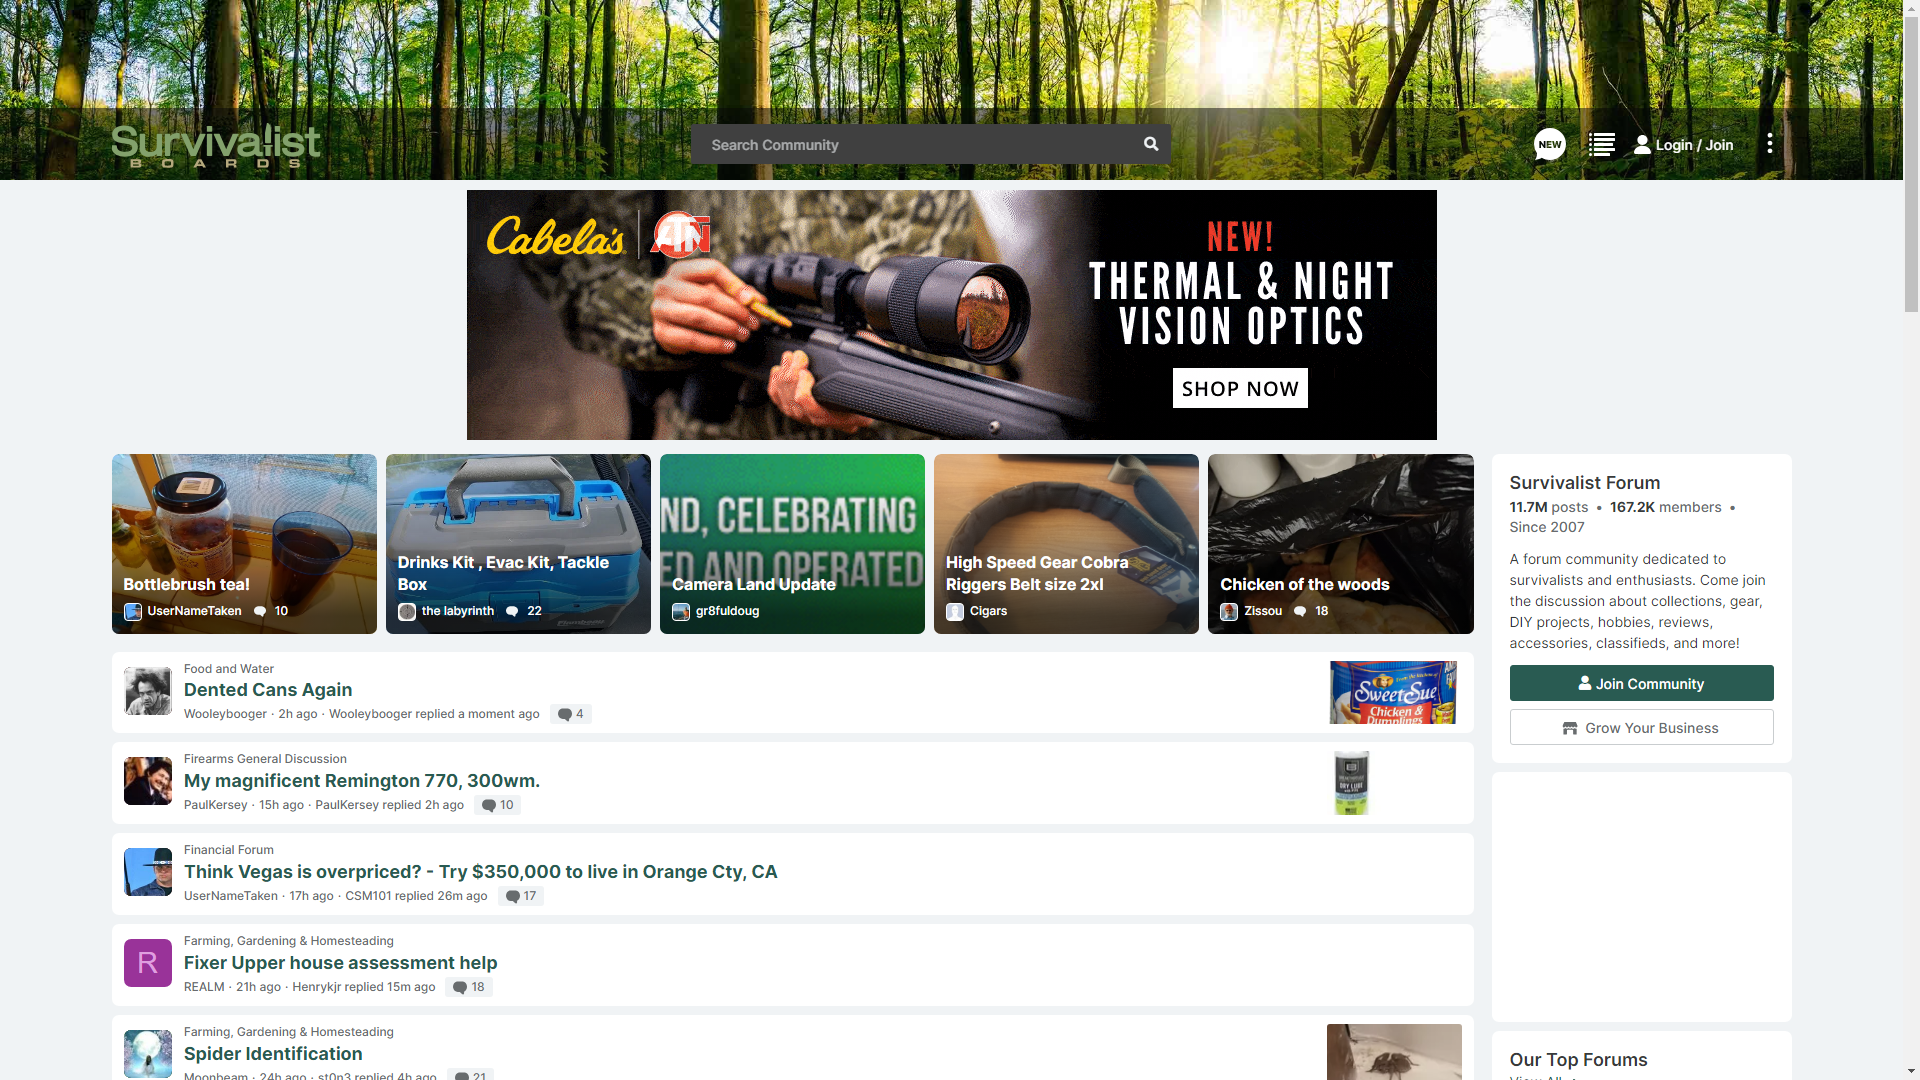 Survivalist
BOARDS
Search Community
NEW
Login / Join
Cabela's
ATN
NEW!
THERMAL & NIGHT
VISION OPTICS
SHOP NOW
Bottlebrush tea!
UserNameTaken 10
Drinks Kit , Evac Kit, Tackle
Box
the labyrinth 22
ND, CELEBRATING
ED AND OPERATED
Camera Land Update
gr8fuldoug
High Speed Gear Cobra
Riggers Belt size 2xl
Cigars
Chicken of the woods
Zissou 18
Survivalist Forum
11.7M posts • 167.2K members •
Since 2007
A forum community dedicated to
survivalists and enthusiasts. Come join
the discussion about collections, gear,
DIY projects, hobbies, reviews,
accessories, classifieds, and more!
Join Community
Grow Your Business
Food and Water
Dented Cans Again
Wooleybooger · 2h ago · Wooleybooger replied a moment ago 4
Sweet Sue
Chicken &
Dumplings
Firearms General Discussion
My magnificent Remington 770, 300wm.
PaulKersey · 15h ago · PaulKersey replied 2h ago 10
DRY LUBE
Financial Forum
Think Vegas is overpriced? - Try $350,000 to live in Orange Cty, CA
UserNameTaken · 17h ago · CSM101 replied 26m ago 17
R
Farming, Gardening & Homesteading
Fixer Upper house assessment help
REALM · 21h ago · Henrykjr replied 15m ago 18
Farming, Gardening & Homesteading
Spider Identification
Moonbeam · 24h ago · st0n3 replied 4h ago 21
Our Top Forums
View All